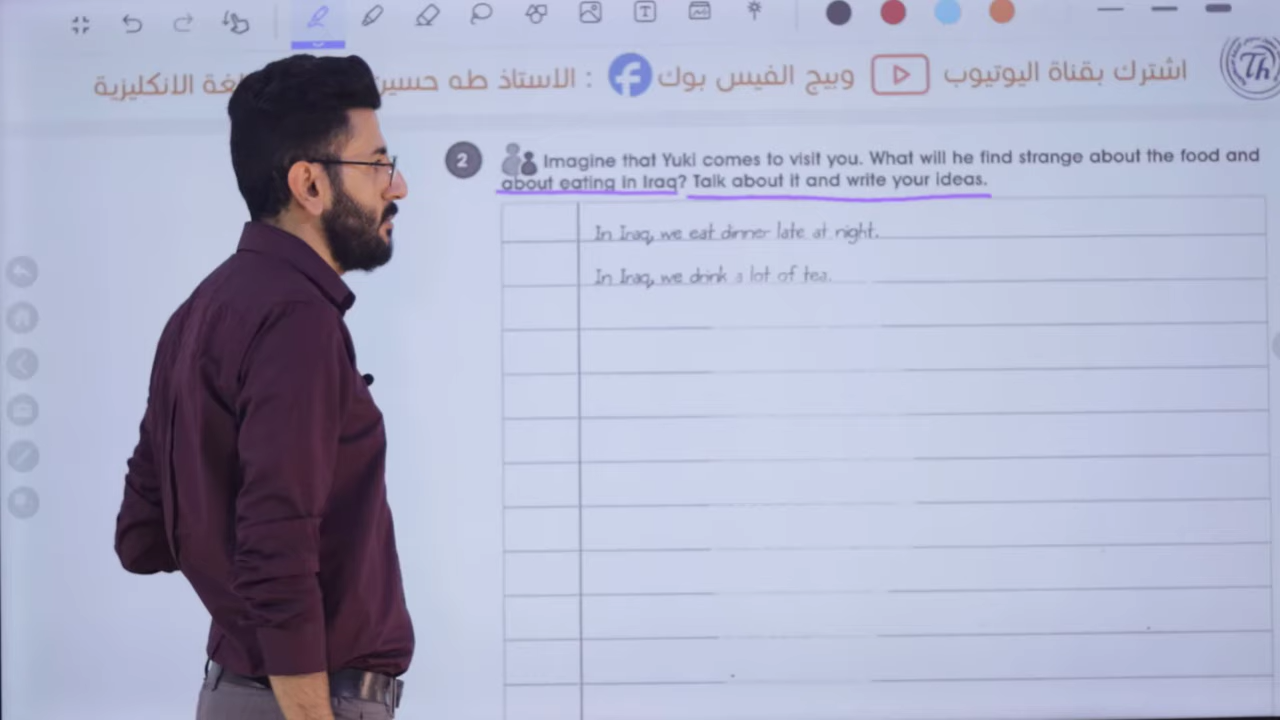 اشترك بقناة اليوتيوب وبيج الفيس بوك : الاستاذ طه حسين اللغة الانكليزية
Th
2 Imagine that Yuki comes to visit you. What will he find strange about the food and
about eating in Iraq? Talk about it and write your ideas.
In Iraq, we eat dinner late at night.
In Iraq, we drink a lot of tea.